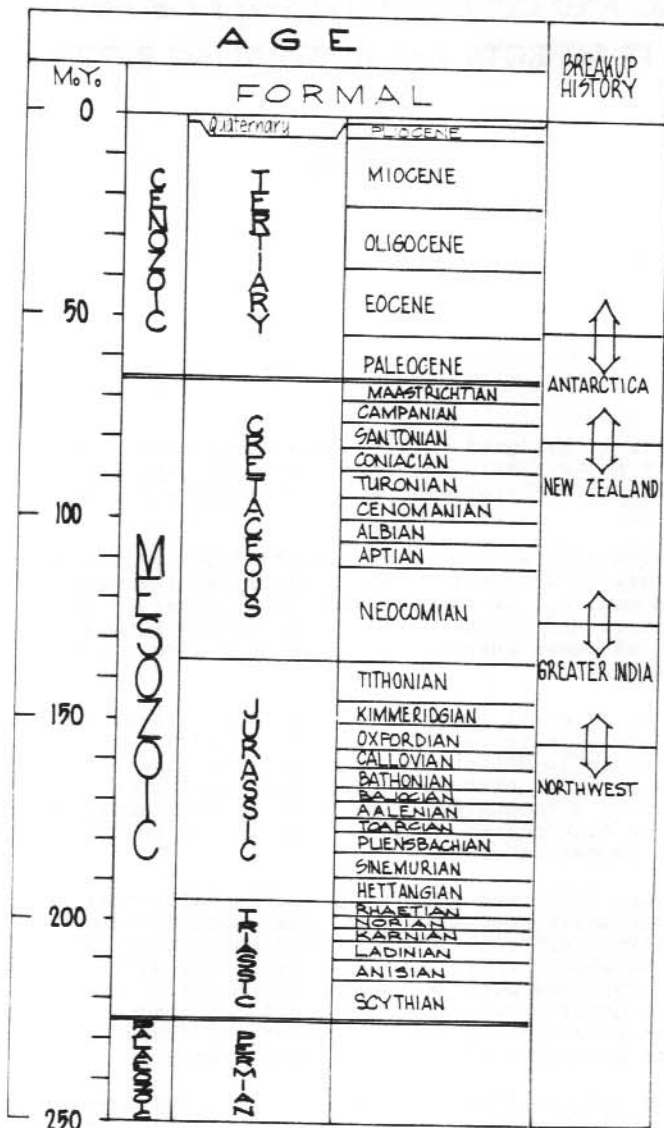 AGE
BREAKUP
HISTORY
M.Y.
FORMAL
0
50
100
150
200
250
CENOZOIC
MESOZOIC
PALAEOZOIC
Quaternary
TERTIARY
CRETACEOUS
JURASSIC
TRIASSIC
PERMIAN
PLIOCENE
MIOCENE
OLIGOCENE
EOCENE
PALEOCENE
MAASTRICHTIAN
CAMPANIAN
SANTONIAN
CONIACIAN
TURONIAN
CENOMANIAN
ALBIAN
APTIAN
NEOCOMIAN
TITHONIAN
KIMMERIDGIAN
OXFORDIAN
CALLOVIAN
BATHONIAN
BAJOCIAN
AALENIAN
TOARCIAN
PLIENSBACHIAN
SINEMURIAN
HETTANGIAN
RHAETIAN
NORIAN
KARNIAN
LADINIAN
ANISIAN
SCYTHIAN
ANTARCTICA
NEW ZEALAND
GREATER INDIA
NORTHWEST